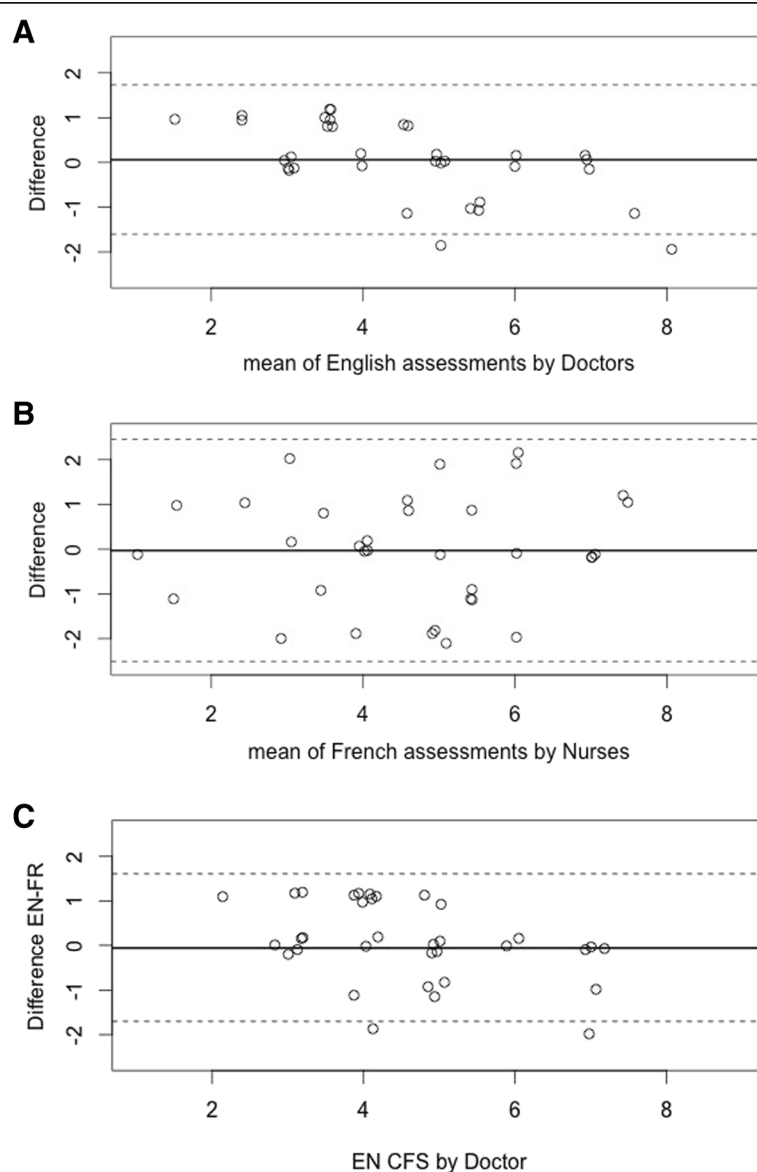 A
Difference
2
1
0
-1
-2
2 4 6 8
mean of English assessments by Doctors
B
Difference
2
1
0
-1
-2
2 4 6 8
mean of French assessments by Nurses
C
Difference EN-FR
2
1
0
-1
-2
2 4 6 8
EN CFS by Doctor